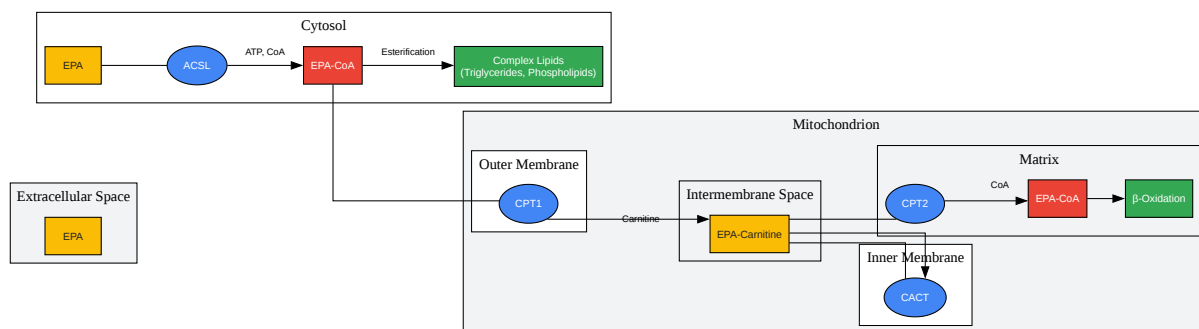 Cytosol
EPA
ACSL
ATP, CoA
EPA-CoA
Esterification
Complex Lipids
(Triglycerides, Phospholipids)
Mitochondrion
Outer Membrane
CPT1
Carnitine
Intermembrane Space
EPA-Carnitine
Matrix
CPT2
CoA
EPA-CoA
β-Oxidation
Inner Membrane
CACT
Extracellular Space
EPA